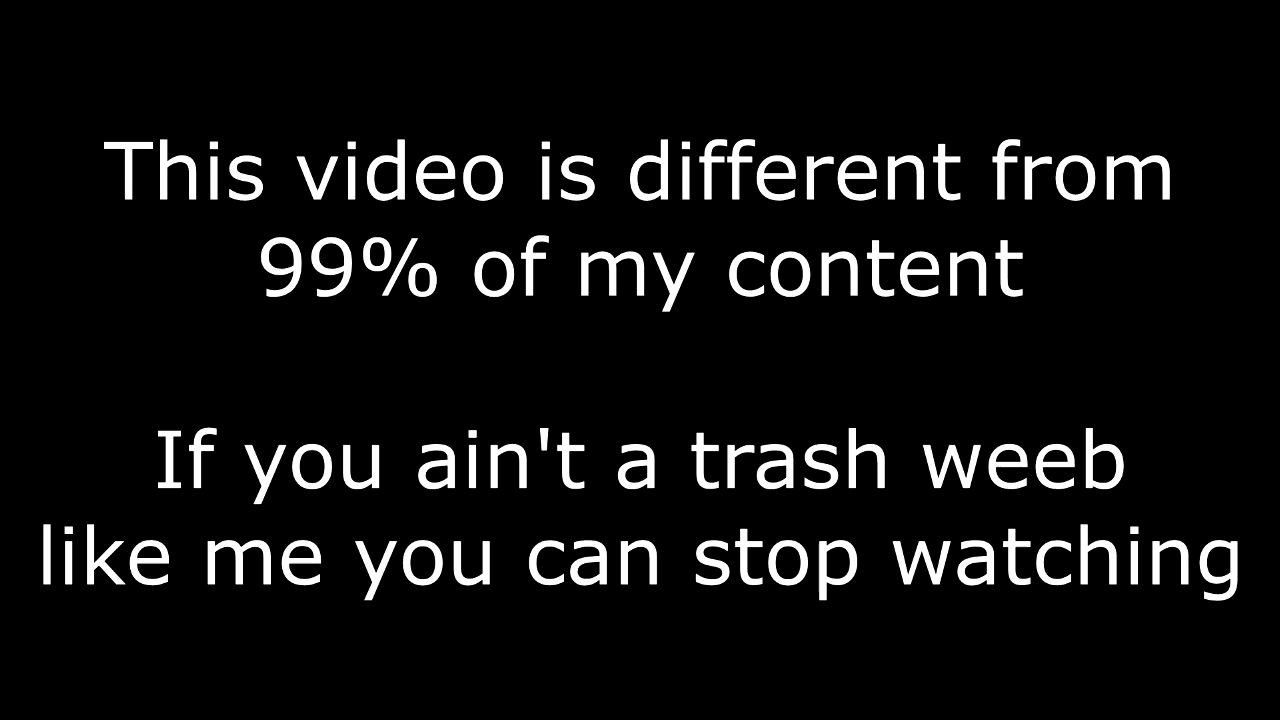 This video is different from
99% of my content
If you ain't a trash weeb
like me you can stop watching